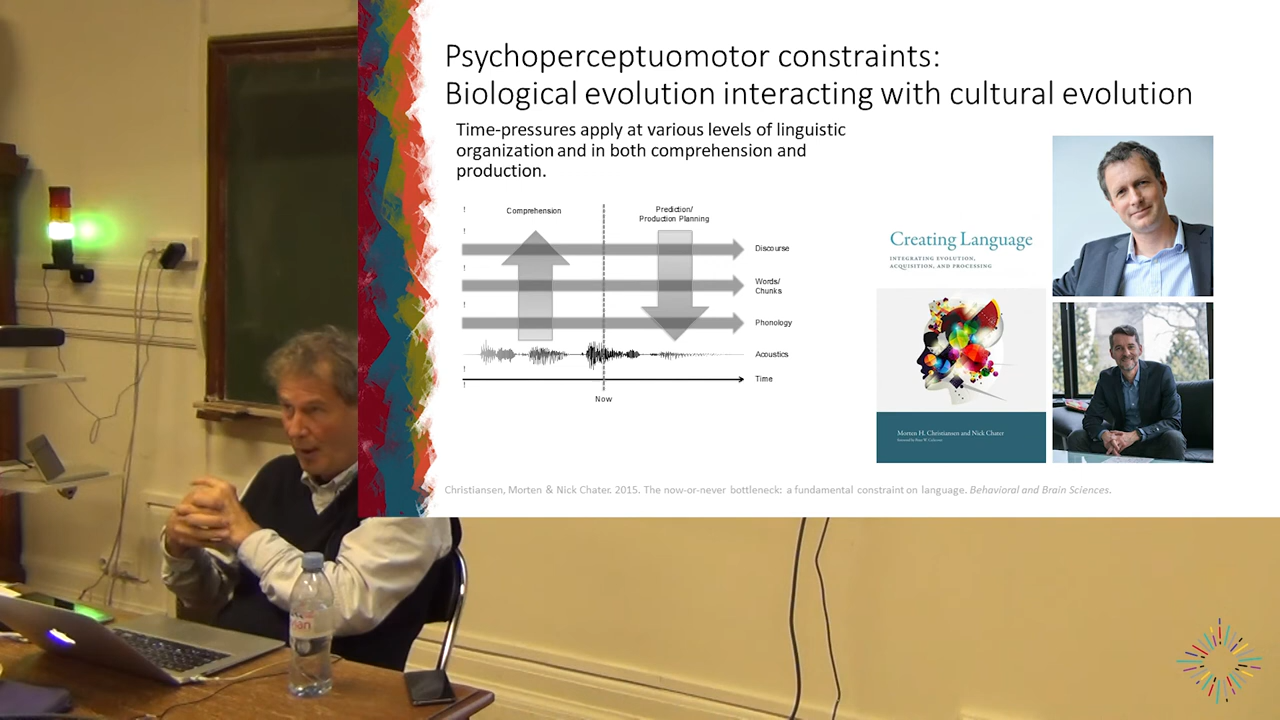 Psychoperceptuomotor constraints:
Biological evolution interacting with cultural evolution
Time-pressures apply at various levels of linguistic
organization and in both comprehension and
production.
Comprehension
Prediction/
Production Planning
Discourse
Words/
Chunks
Phonology
Acoustics
Time
Now
Creating Language
INTEGRATING EVOLUTION,
ACQUISITION, AND PROCESSING
Morten H. Christiansen and Nick Chater
Christiansen, Morten & Nick Chater. 2015. The now-or-never bottleneck: a fundamental constraint on language. Behavioral and Brain Sciences.